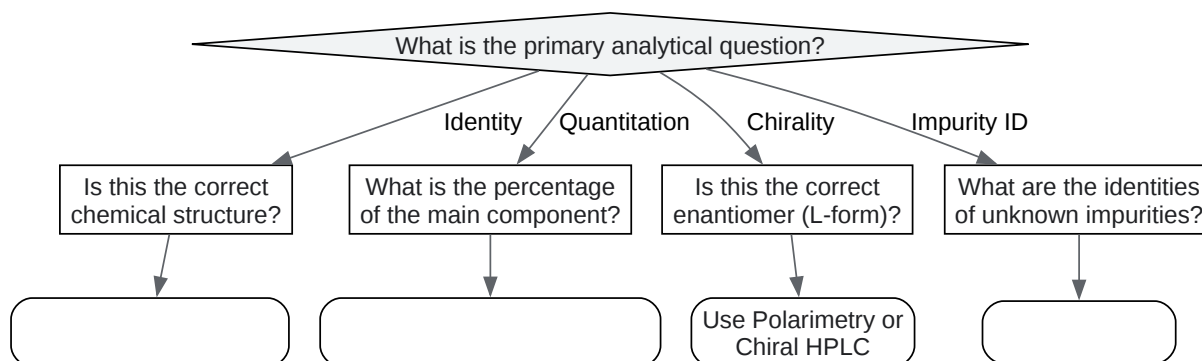 What is the primary analytical question?
Identity
Quantitation
Chirality
Impurity ID
Is this the correct
chemical structure?
What is the percentage
of the main component?
Is this the correct
enantiomer (L-form)?
What are the identities
of unknown impurities?
Use Polarimetry or
Chiral HPLC